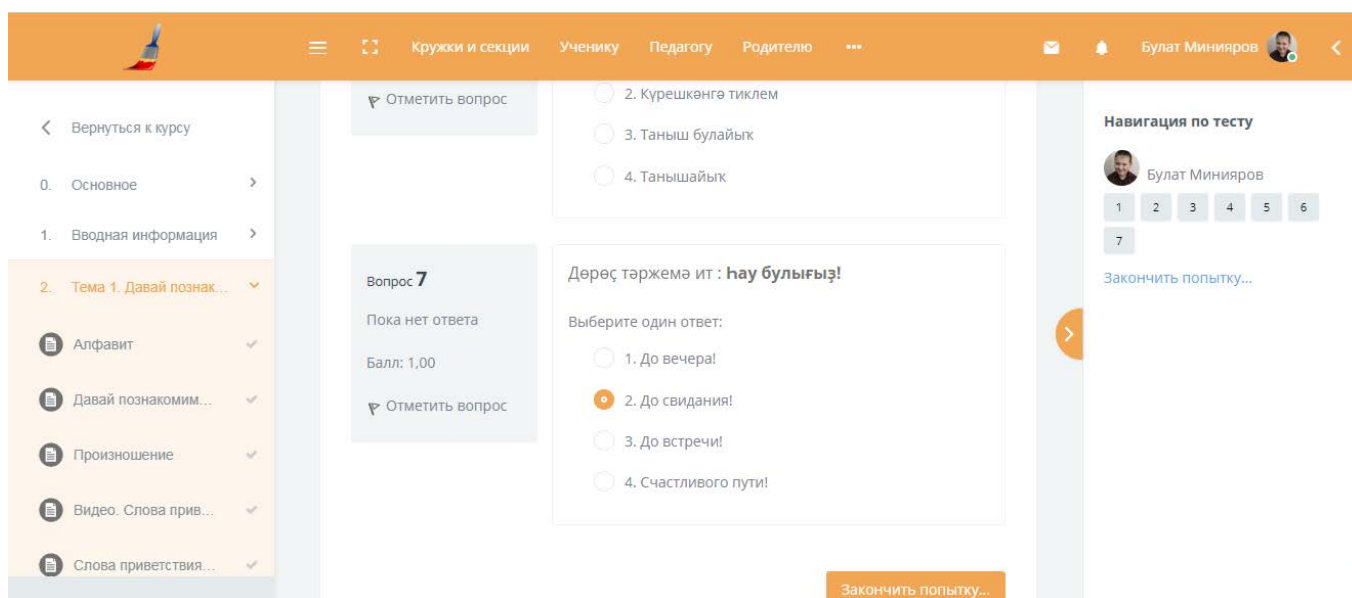 Кружки и секции Ученику Педагогу Родителю ••• Булат Минияров
Вернуться к курсу
0. Основное
1. Вводная информация
2. Тема 1. Давай познак...
Алфавит
Давай познакомим...
Произношение
Видео. Слова прив...
Слова приветствия...
Отметить вопрос
2. Күрешкәнгә тиклем
3. Таныш булайыҡ
4. Танышайыҡ
Вопрос 7
Пока нет ответа
Балл: 1,00
Отметить вопрос
Дөрөҫ тәржемә ит : Һау булығыҙ!
Выберите один ответ:
1. До вечера!
2. До свидания!
3. До встречи!
4. Счастливого пути!
Закончить попытку...
Навигация по тесту
Булат Минияров
1 2 3 4 5 6
7
Закончить попытку...